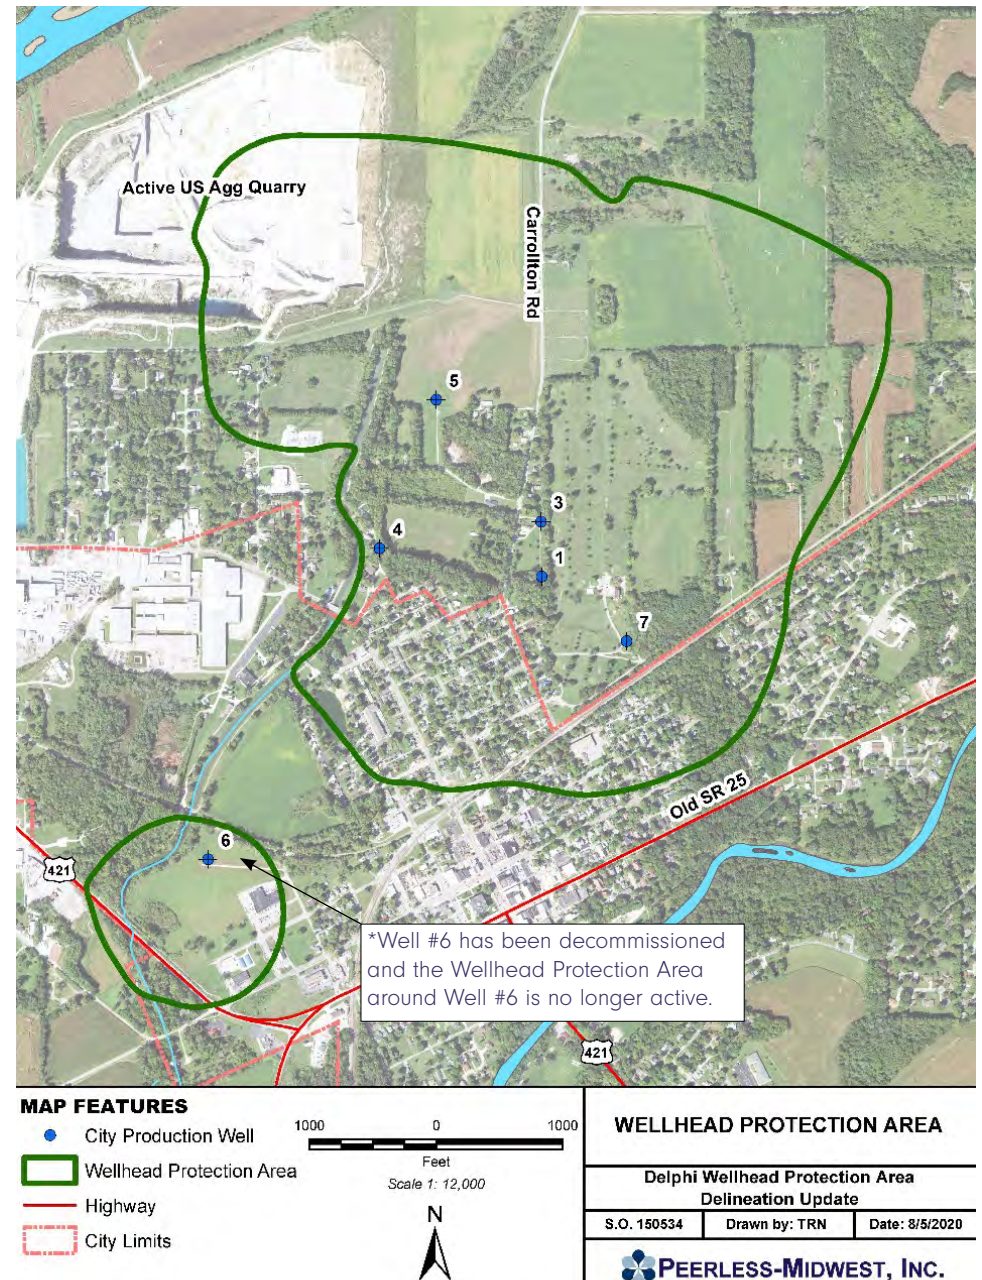 Active US Agg Quarry
Carrollton Rd
5
3
4
1
7
Old SR 25
6
421
*Well #6 has been decommissioned
and the Wellhead Protection Area
around Well #6 is no longer active.
421
MAP FEATURES
City Production Well
Wellhead Protection Area
Highway
City Limits
1000 0 1000
Feet
Scale 1: 12,000
N
WELLHEAD PROTECTION AREA
Delphi Wellhead Protection Area
Delineation Update
S.O. 150534 Drawn by: TRN Date: 8/5/2020
PEERLESS-MIDWEST, INC.